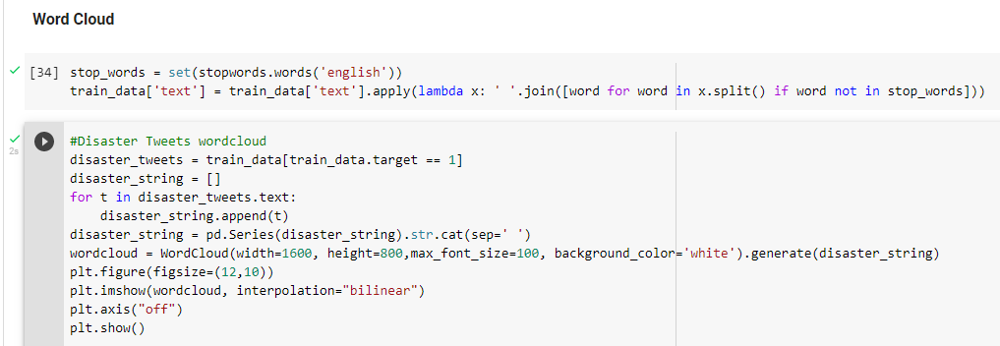 Word Cloud
[34] stop_words = set(stopwords.words('english'))
train_data['text'] = train_data['text'].apply(lambda x: ' '.join([word for word in x.split() if word not in stop_words]))
#Disaster Tweets wordcloud
2s
disaster_tweets = train_data[train_data.target == 1]
disaster_string = []
for t in disaster_tweets.text:
    disaster_string.append(t)
disaster_string = pd.Series(disaster_string).str.cat(sep=' ')
wordcloud = WordCloud(width=1600, height=800,max_font_size=100, background_color='white').generate(disaster_string)
plt.figure(figsize=(12,10))
plt.imshow(wordcloud, interpolation="bilinear")
plt.axis("off")
plt.show()